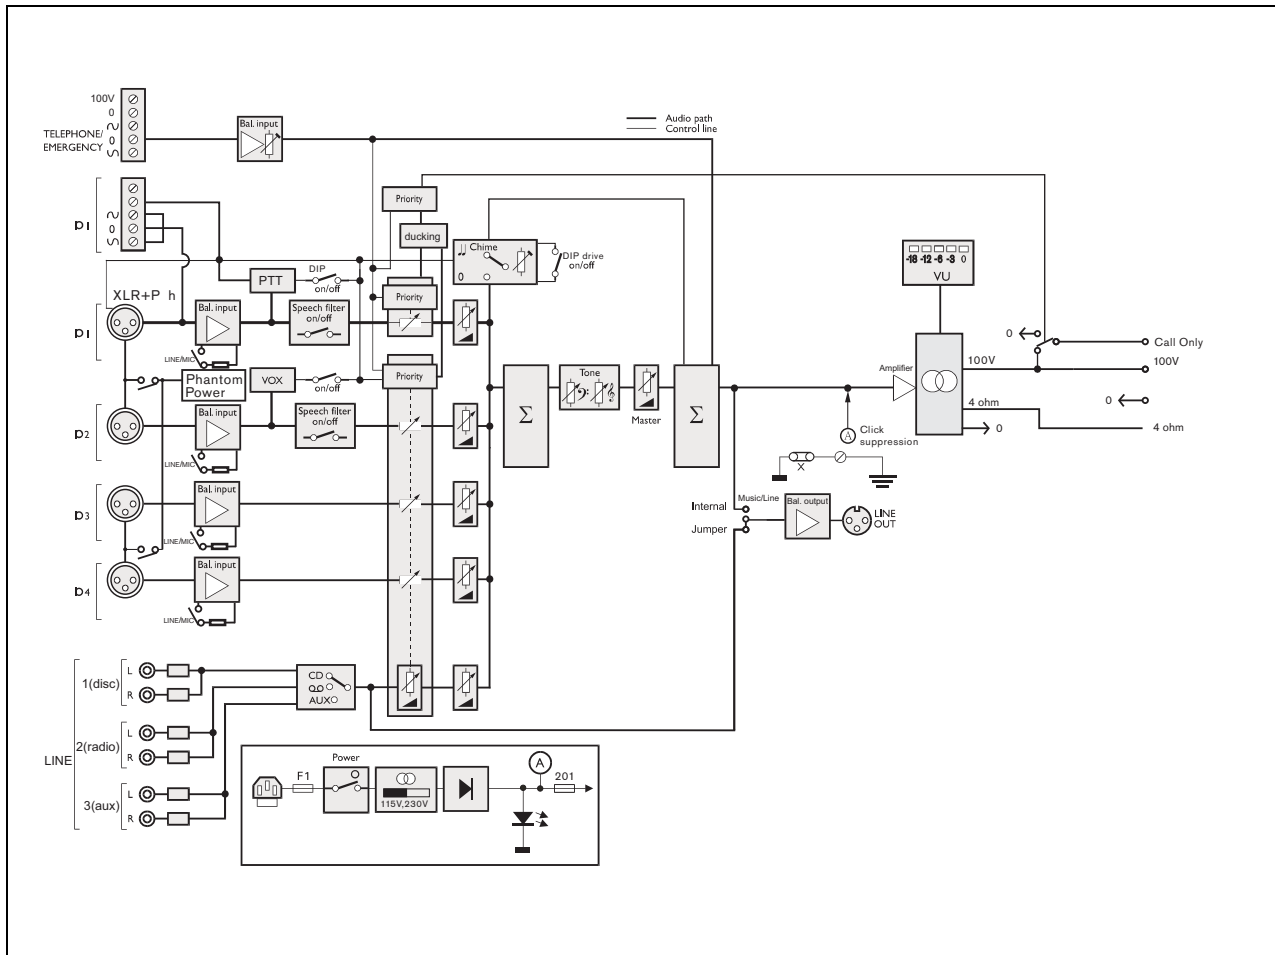 100V
0
TELEPHONE/
EMERGENCY
0
Bal. input
Audio path
Control line
Priority
ducking
Chime
0
DIP drive
on/off
0
XLR+P h
PTT
DIP
on/off
Bal. input
LINE/MIC
Speech filter
on/off
Priority
Phantom
Power
VOX
on/off
Priority
Bal. input
LINE/MIC
Speech filter
on/off
Σ
Tone
Master
Σ
-18 -12 -6 -3 0
VU
Amplifier
100V
4 ohm
0
0
Call Only
100V
0
4 ohm
A
Click
suppression
X
Internal
Jumper
Music/Line
Bal. output
LINE
OUT
Bal. input
LINE/MIC
Bal. input
LINE/MIC
LINE
1(disc)
L
R
2(radio)
L
R
3(aux)
L
R
CD
AUX
F1
Power
115V,230V
A
201